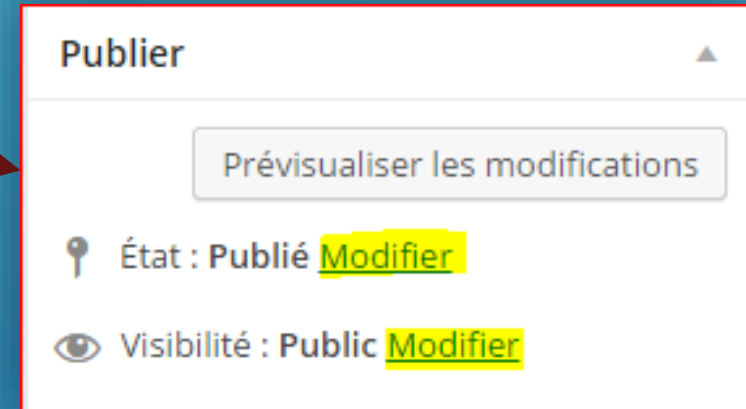 Publier
Prévisualiser les modifications
État : Publié Modifier
Visibilité : Public Modifier